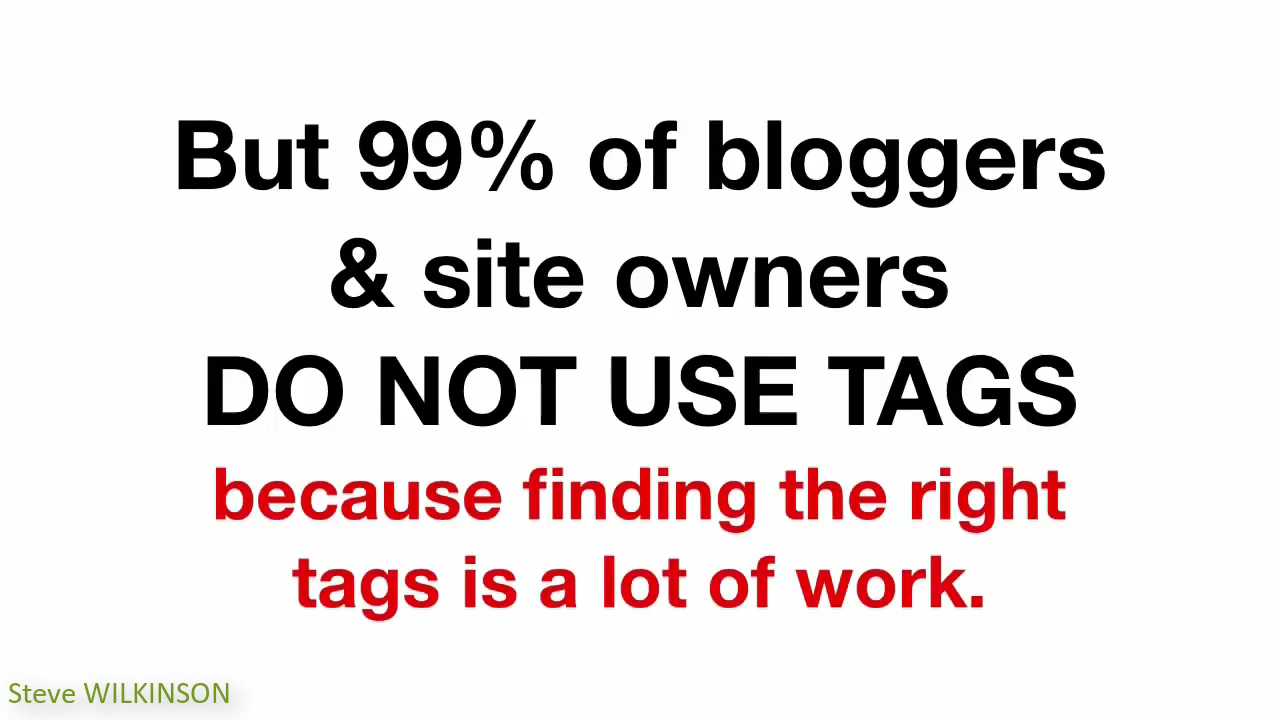 But 99% of bloggers
& site owners
DO NOT USE TAGS
because finding the right
tags is a lot of work.
Steve WILKINSON